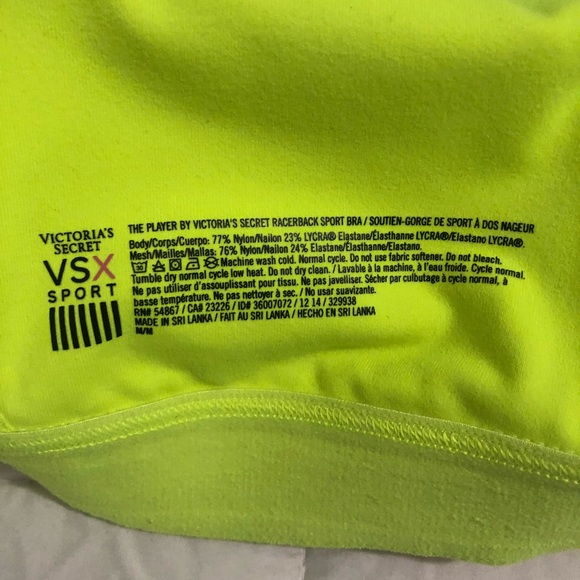 VICTORIA'S
SECRET
VSX
SPORT
THE PLAYER BY VICTORIA'S SECRET RACERBACK SPORT BRA / SOUTIEN-GORGE DE SPORT À DOS NAGEUR
Body/Corps/Cuerpo: 77% Nylon/Nailon 23% LYCRA® Elastane/Élasthanne LYCRA®/Elastano LYCRA®.
Mesh/Mailles/Mallas: 76% Nylon/Nailon 24% Elastane/Élasthanne/Elastano.
Machine wash cold. Normal cycle. Do not use fabric softener. Do not bleach.
Tumble dry normal cycle low heat. Do not dry clean. / Lavable à la machine, à l'eau froide. Cycle normal.
Ne pas utiliser d'assouplissant pour tissu. Ne pas javelliser. Sécher par culbutage à cycle normal, à
basse température. Ne pas nettoyer à sec. / No usar suavizante.
RN# 54867 / CA# 23226 / ID# 36007072 / 12 14 / 329938
MADE IN SRI LANKA / FAIT AU SRI LANKA / HECHO EN SRI LANKA
M/M